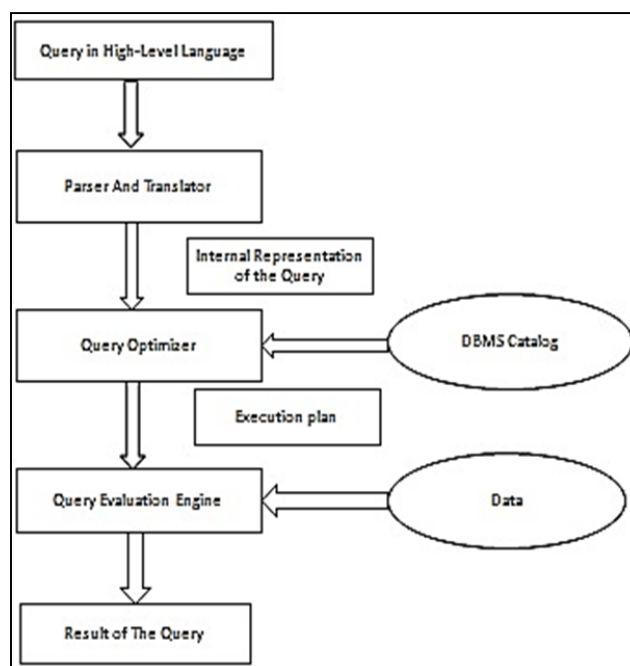 Query in High-Level Language
Parser And Translator
Internal Representation
of the Query
Query Optimizer
DBMS Catalog
Execution plan
Query Evaluation Engine
Data
Result of The Query